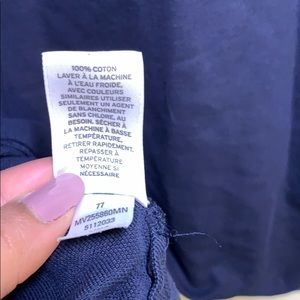 100% COTON
LAVER À LA MACHINE
À L'EAU FROIDE,
AVEC COULEURS
SIMILAIRES UTILISER
SEULEMENT UN AGENT
DE BLANCHIMENT
SANS CHLORE, AU
BESOIN. SÉCHER À
LA MACHINE À BASSE
TEMPÉRATURE,
RETIRER RAPIDEMENT.
REPASSER À
TEMPÉRATURE
MOYENNE SI
NÉCESSAIRE
77
MV255860MN
5112033